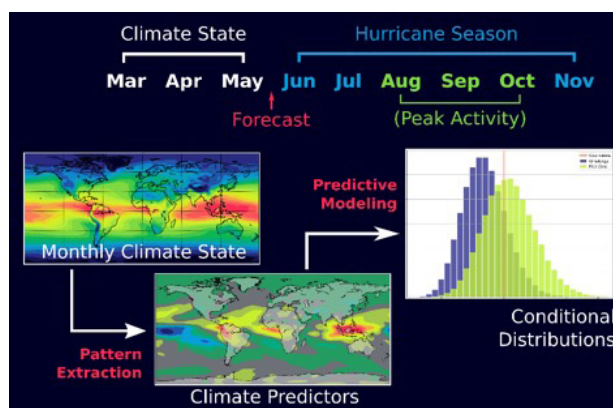 Climate State
Hurricane Season
Mar Apr May Jun Jul Aug Sep Oct Nov
Forecast
(Peak Activity)
Monthly Climate State
Predictive
Modeling
Pattern
Extraction
Climate Predictors
Conditional
Distributions